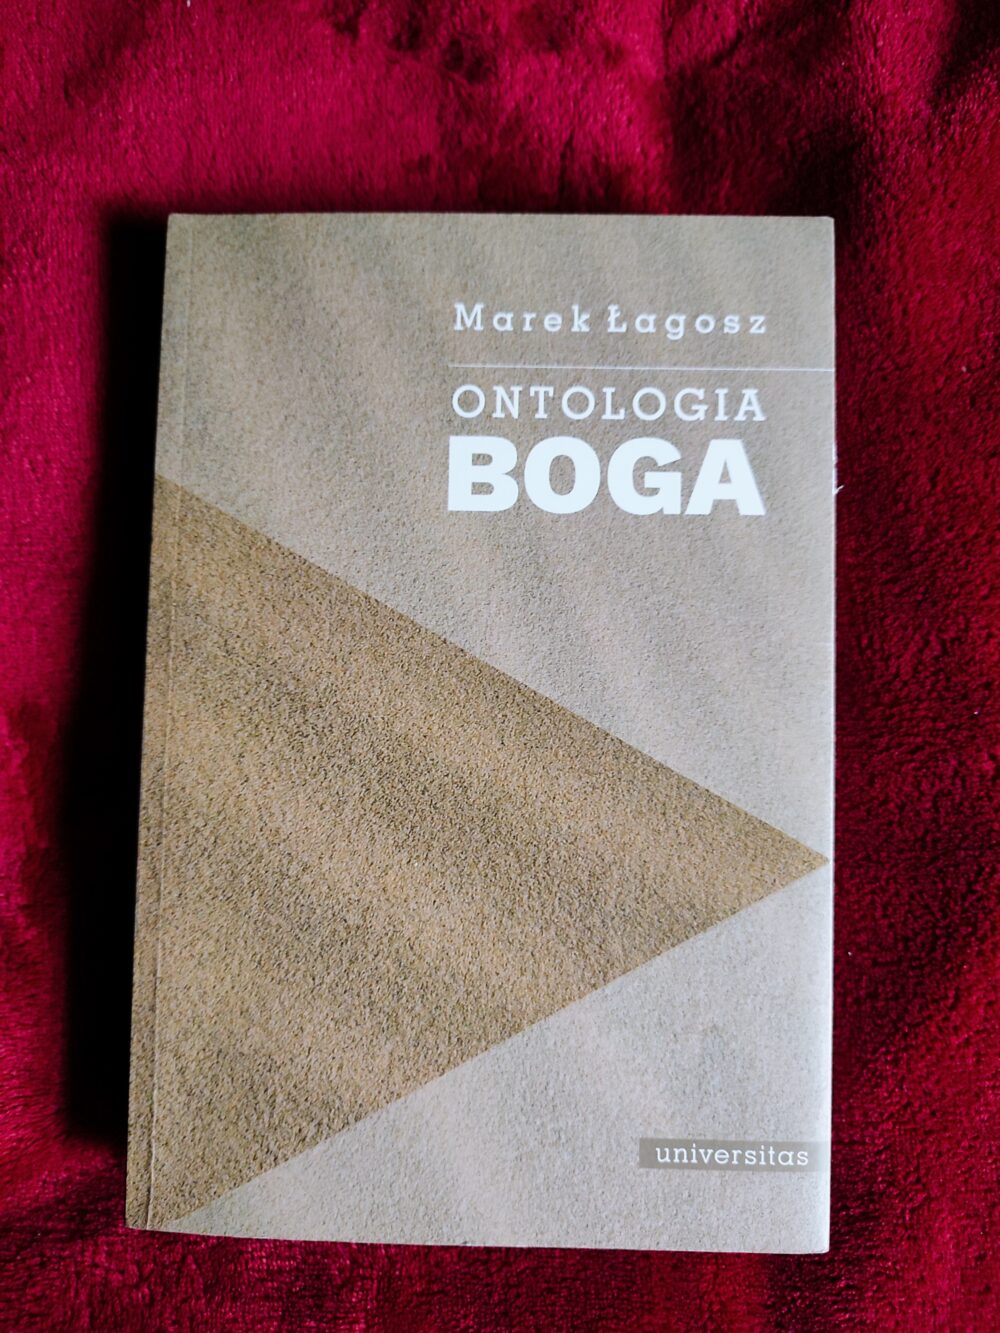 Marek Łagosz
ONTOLOGIA
BOGA
universitas